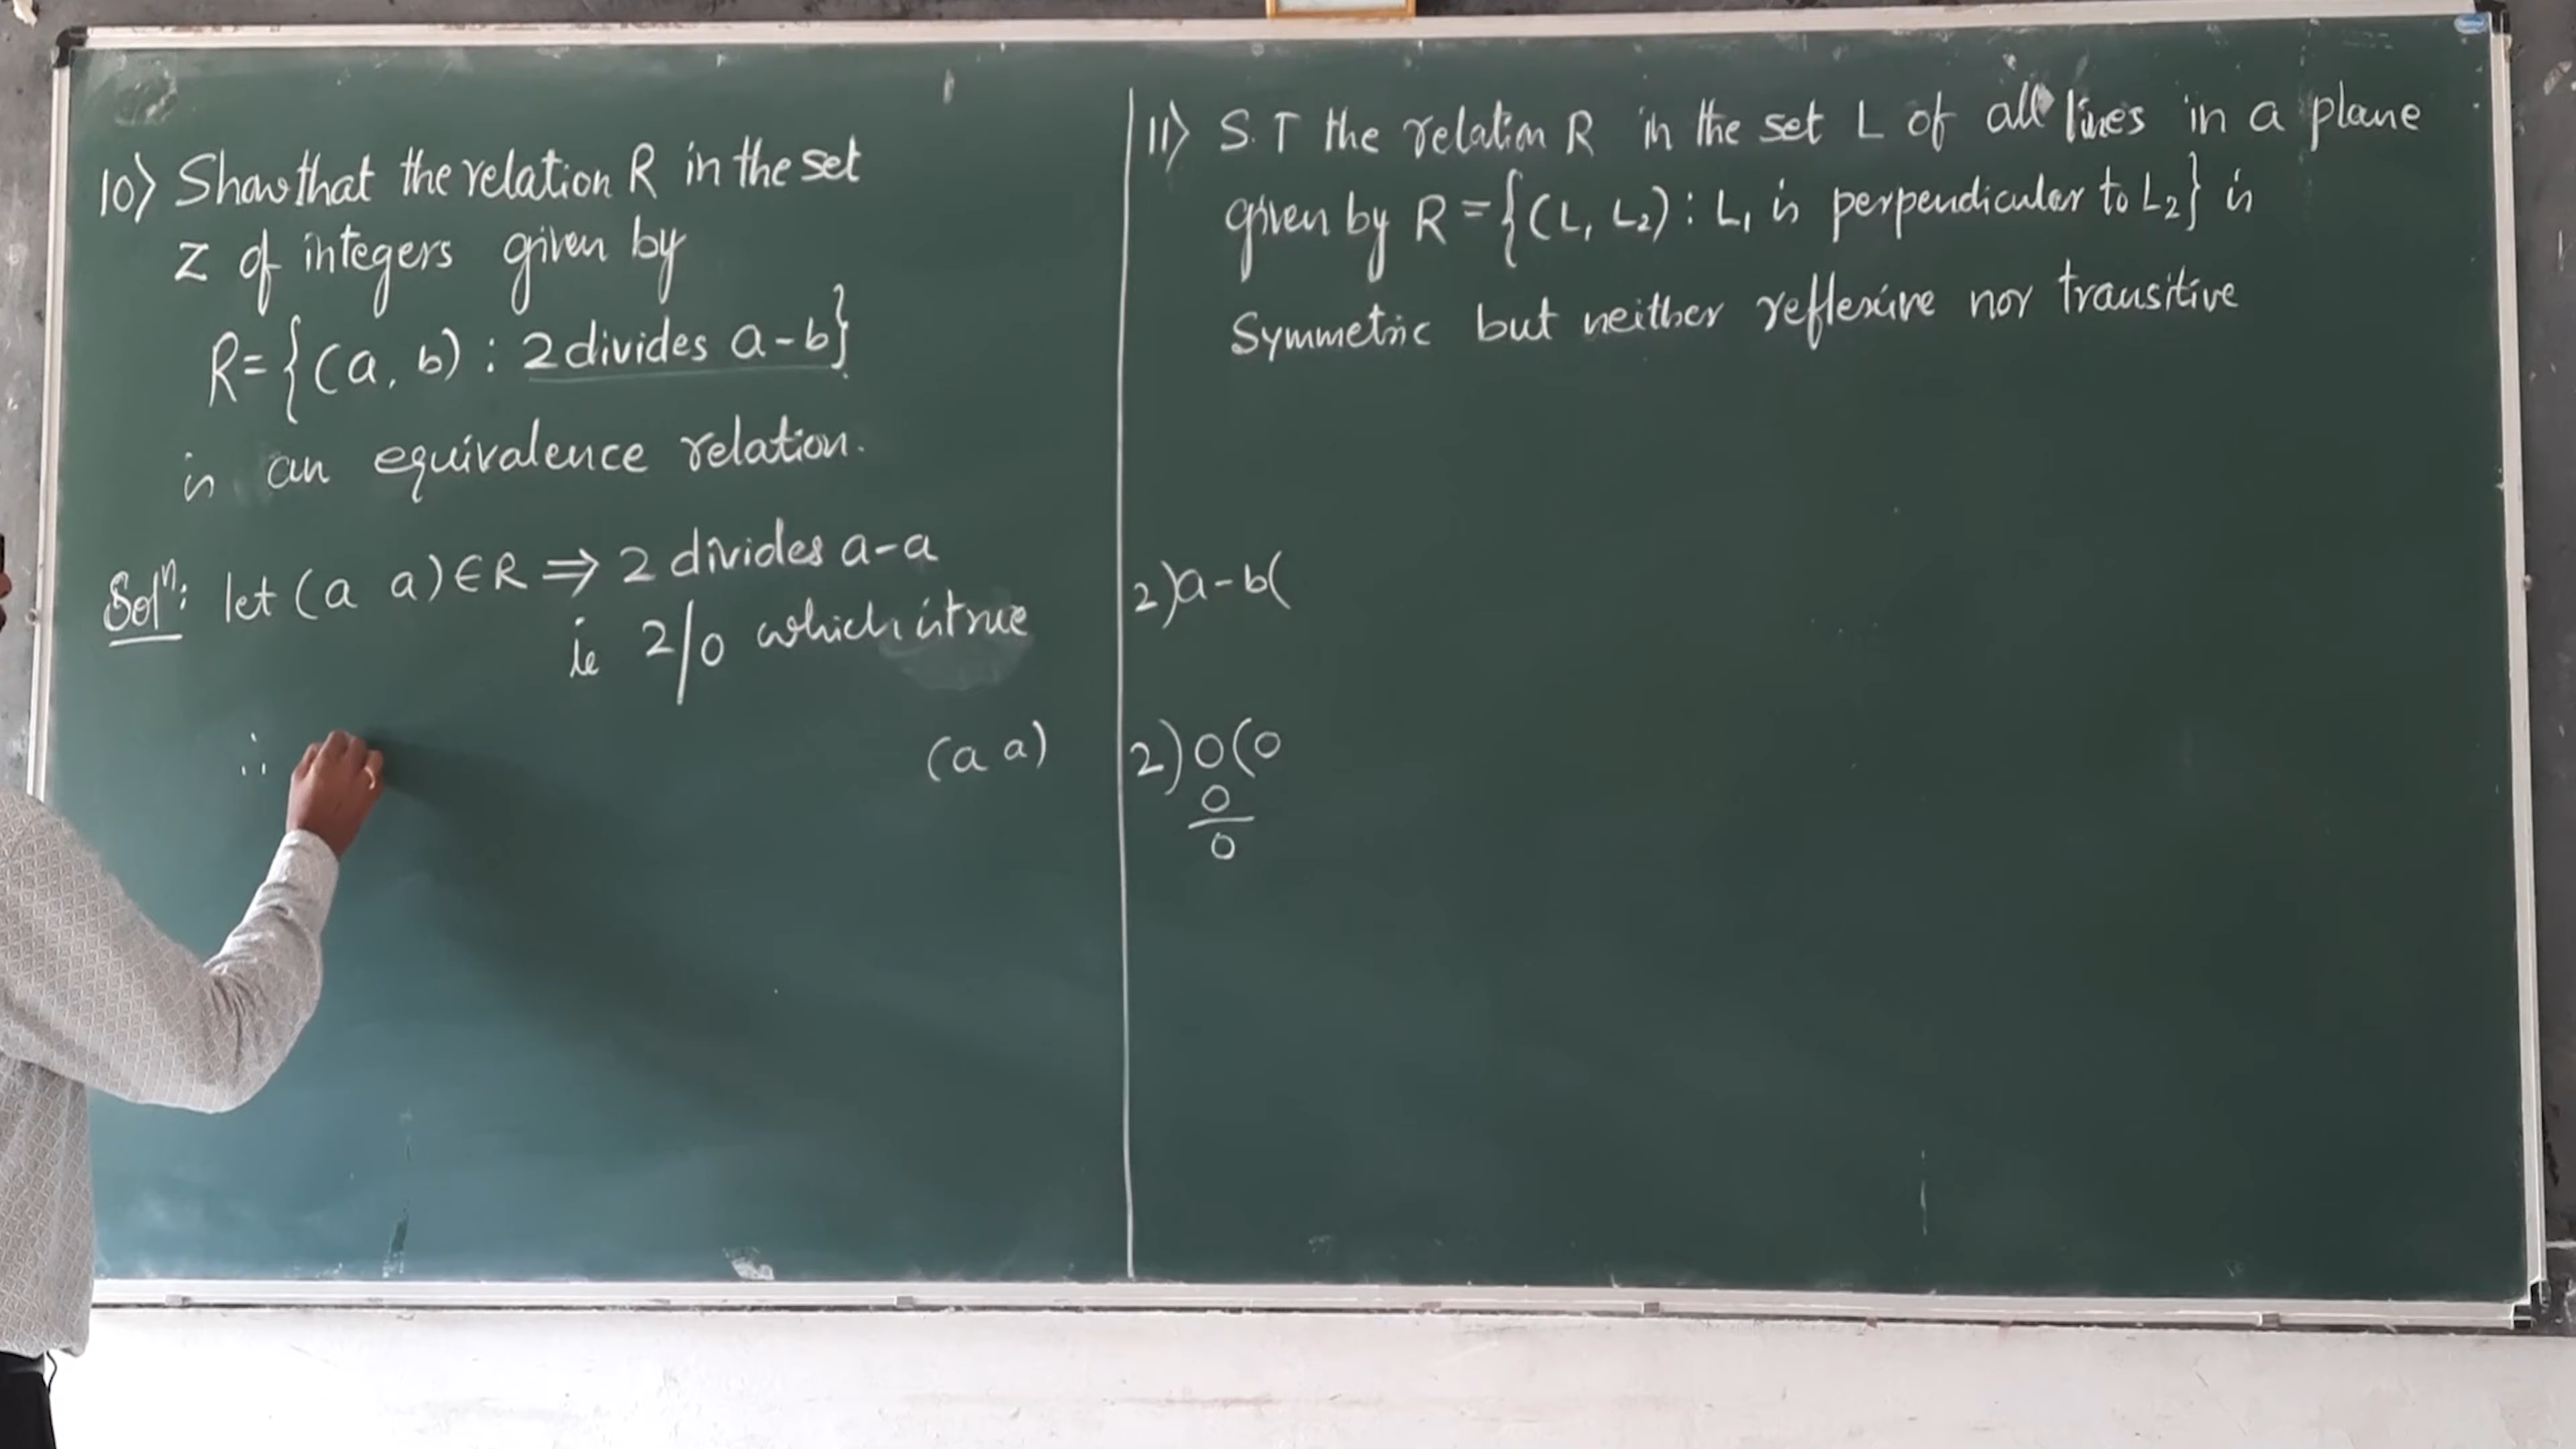 10) Show that the relation R in the set
Z of integers given by
R = {(a, b) : 2 divides a - b}
is an equivalence relation.
Solⁿ: let (a a) ∈ R ⇒ 2 divides a - a
ie 2/0 which is true
∴
(a a)
11) S.T the relation R in the set L of all lines in a plane
given by R = {(L₁ L₂) : L₁ is perpendicular to L₂} is
Symmetric but neither reflexive nor transitive
2)a-b(
2)0(0
0
0